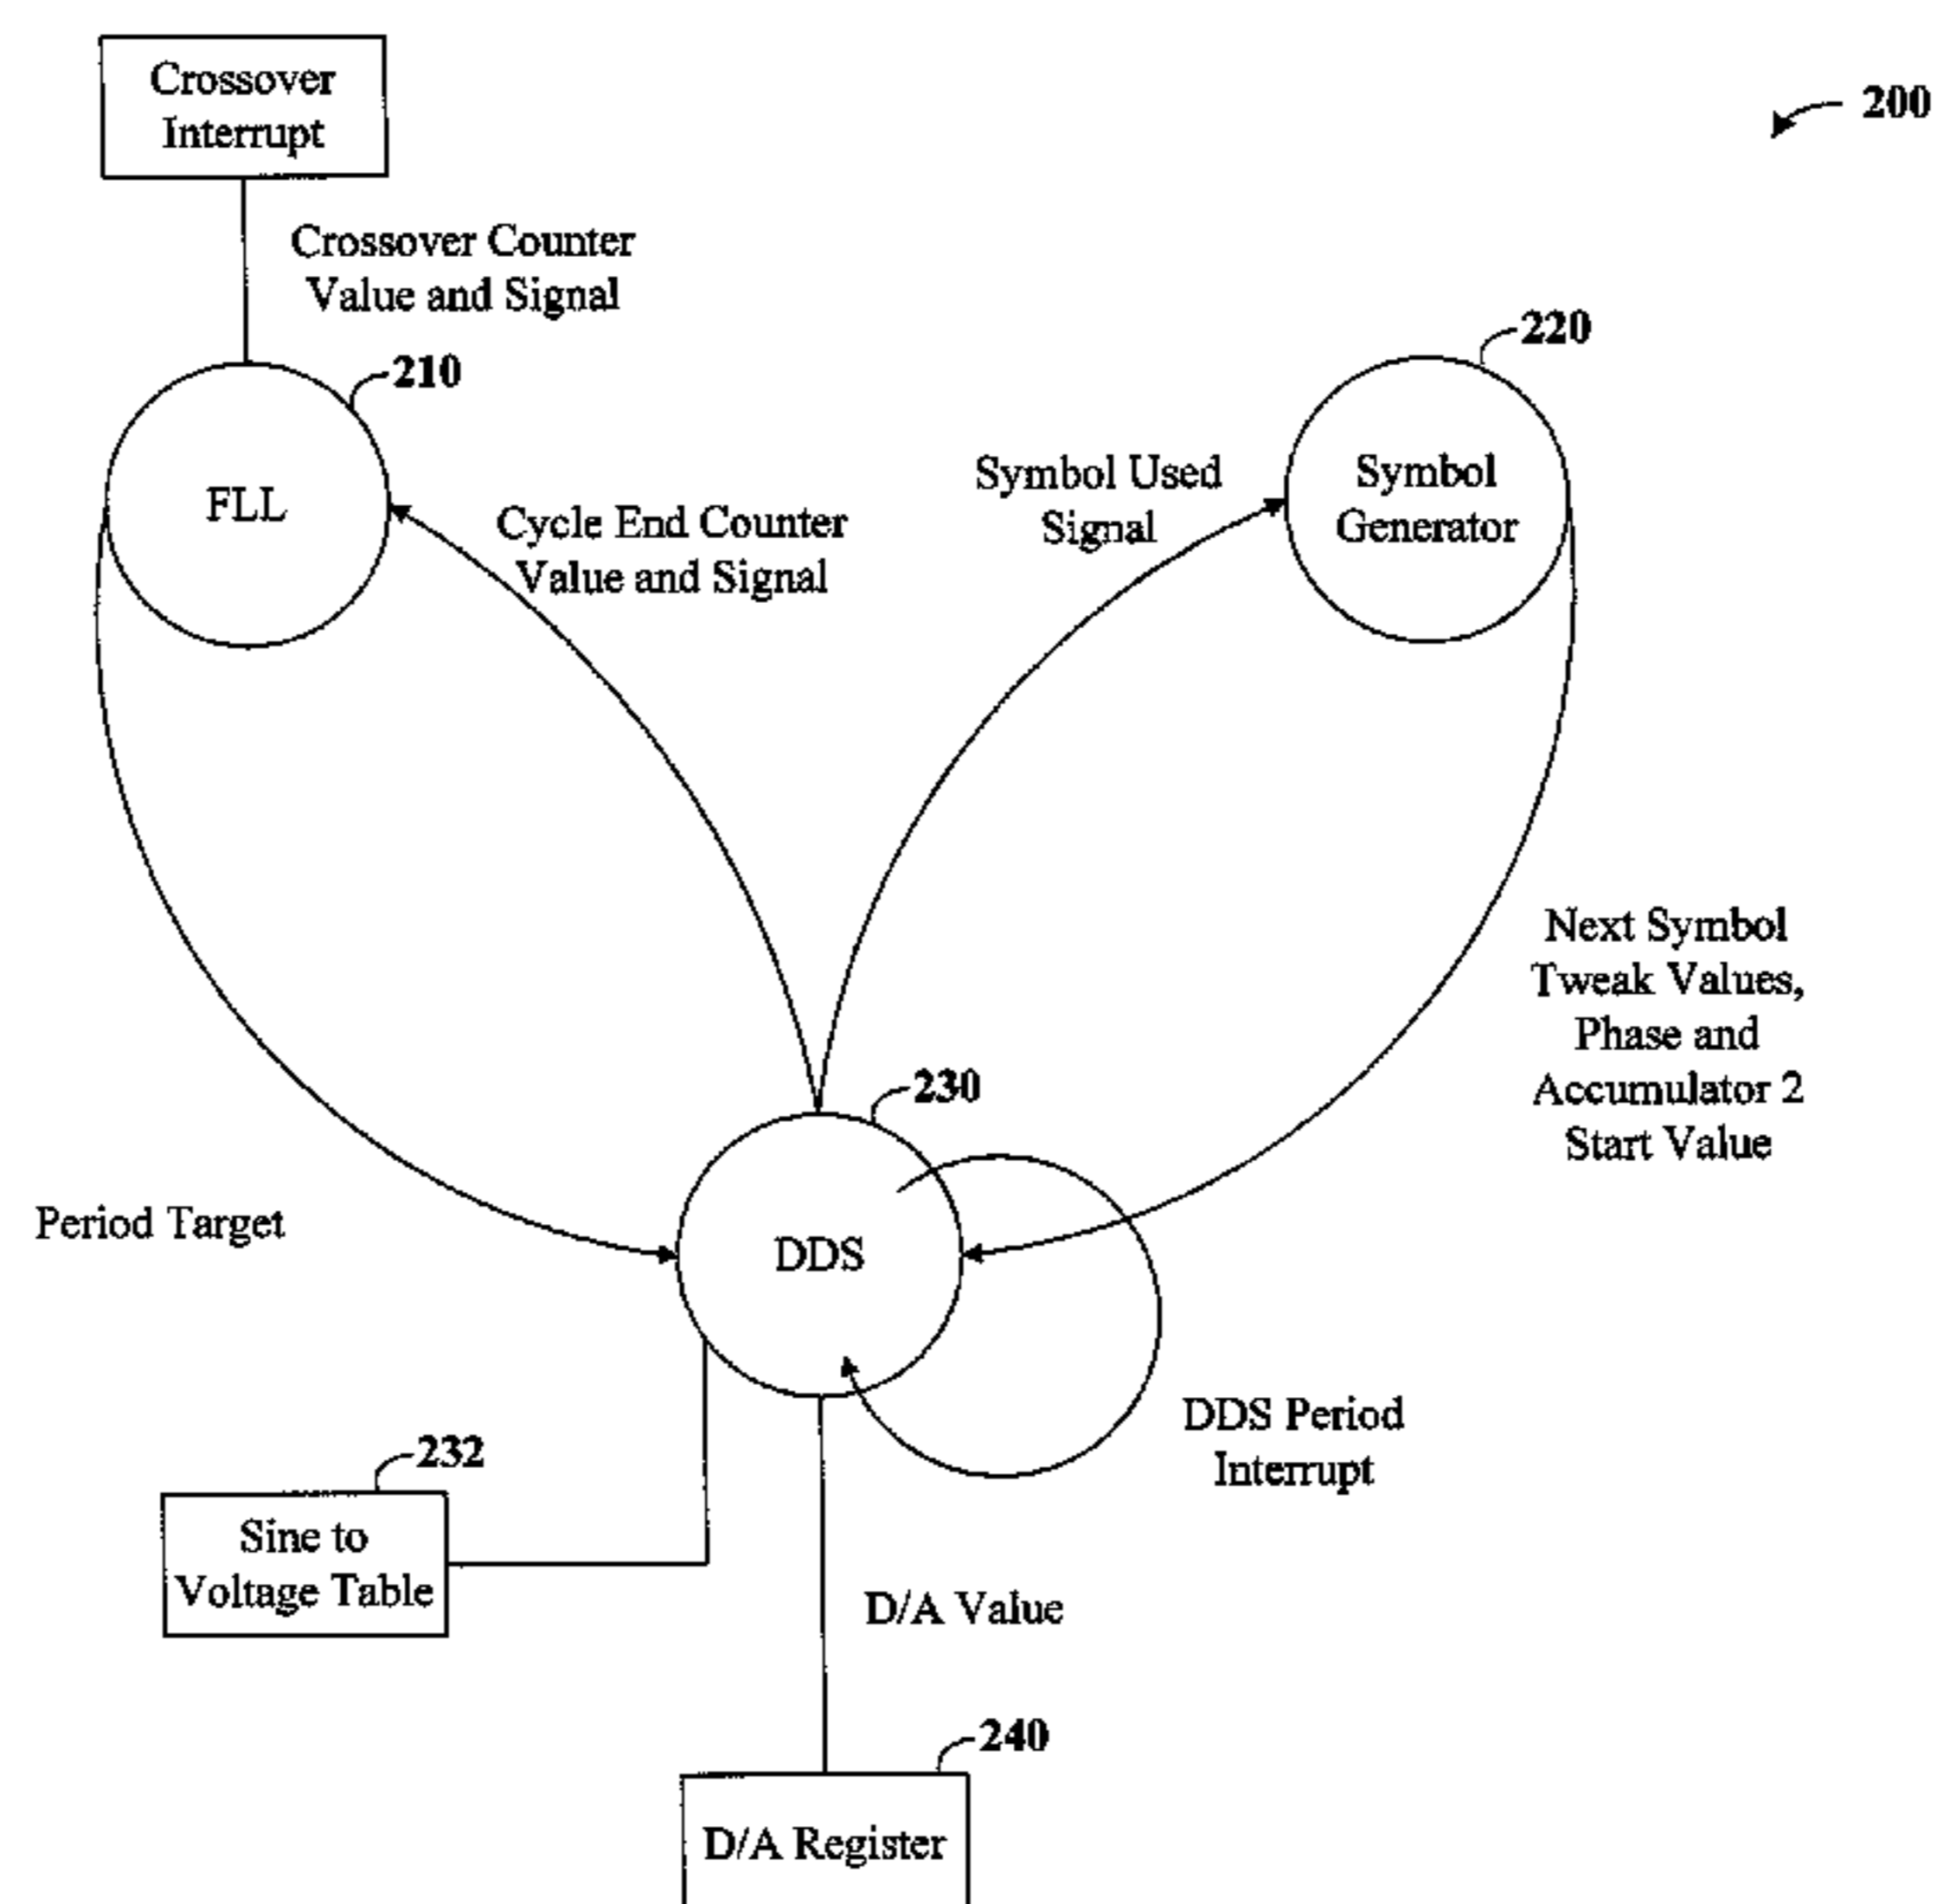 Crossover
Interrupt
200
Crossover Counter
Value and Signal
210
220
FLL
Cycle End Counter
Value and Signal
Symbol Used
Signal
Symbol
Generator
Next Symbol
Tweak Values,
Phase and
Accumulator 2
Start Value
230
Period Target
DDS
DDS Period
Interrupt
232
Sine to
Voltage Table
D/A Value
240
D/A Register